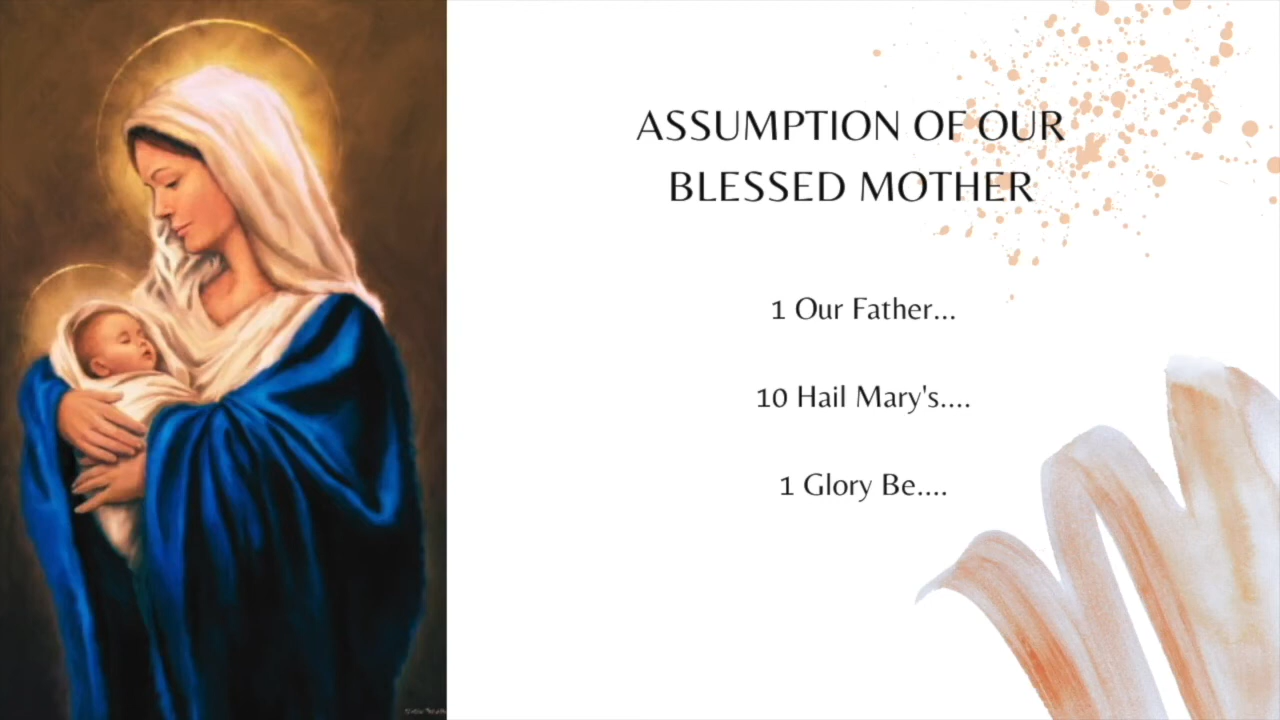 ASSUMPTION OF OUR
BLESSED MOTHER
1 Our Father...
10 Hail Mary's....
1 Glory Be....